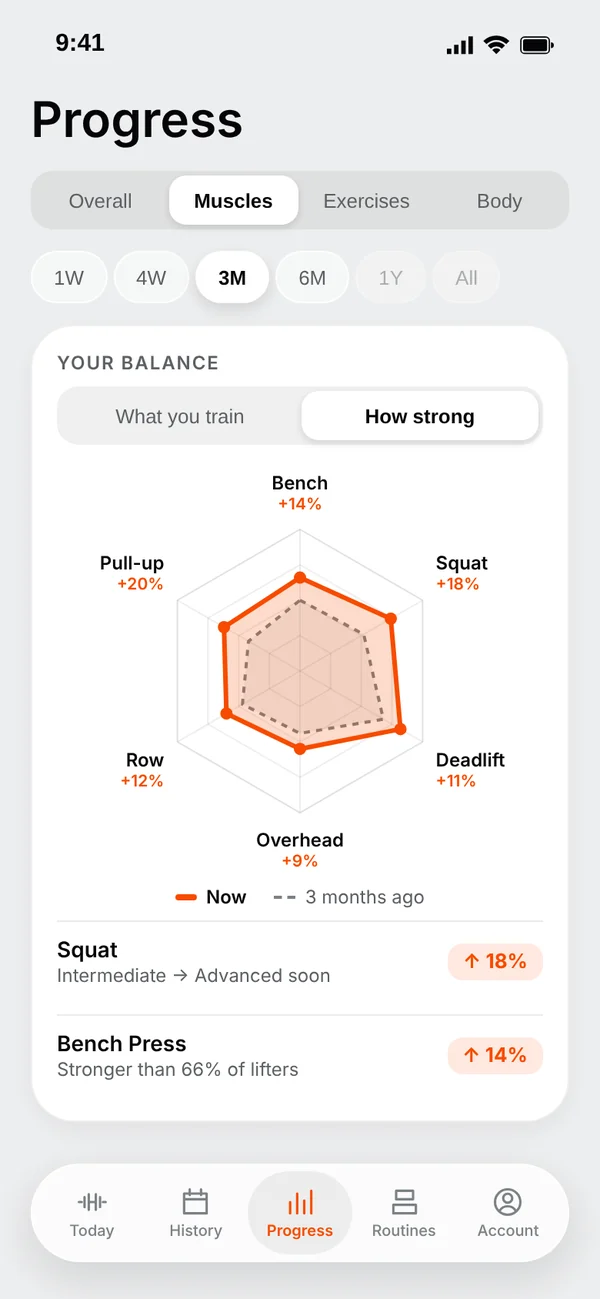 9:41
Progress
Overall Muscles Exercises Body
1W 4W 3M 6M 1Y All
YOUR BALANCE
What you train How strong
Bench
+14%
Pull-up Squat
+20% +18%
Row Deadlift
+12% +11%
Overhead
+9%
Now 3 months ago
Squat
Intermediate → Advanced soon
↑ 18%
Bench Press
Stronger than 66% of lifters
↑ 14%
Today History Progress Routines Account